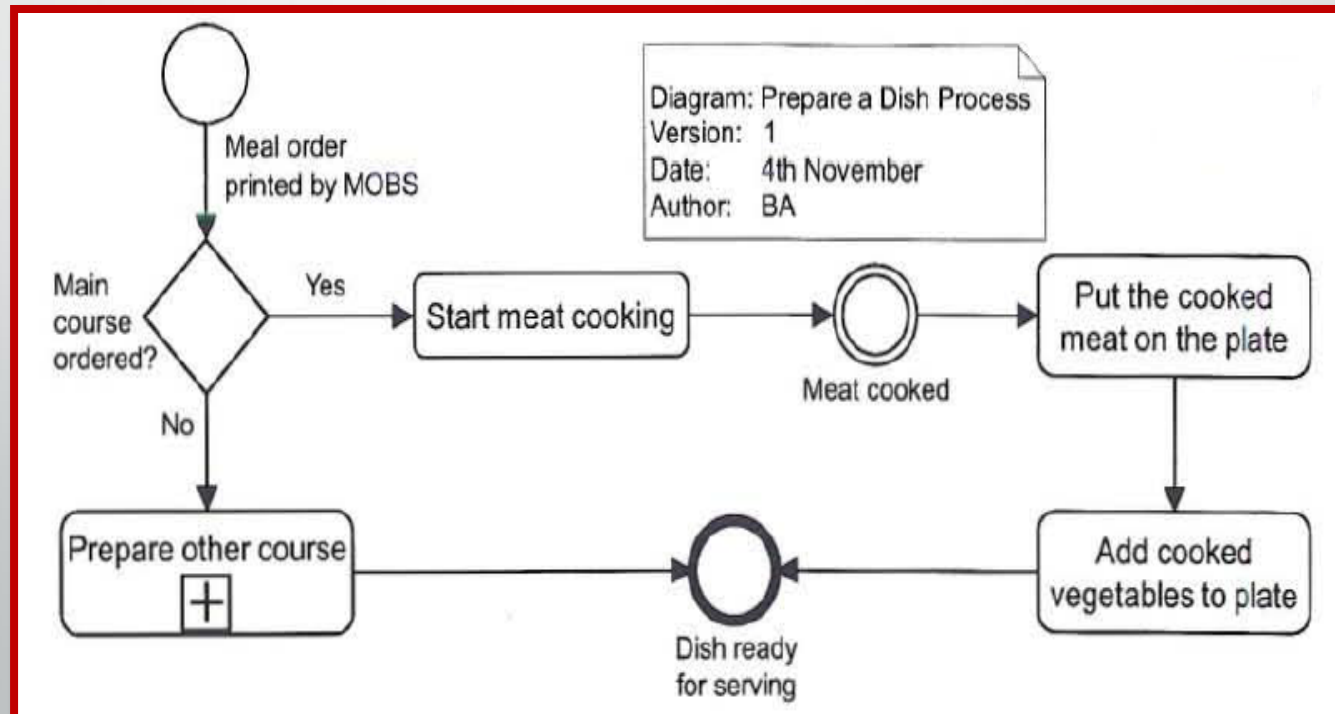 Meal order
printed by MOBS
Diagram: Prepare a Dish Process
Version: 1
Date: 4th November
Author: BA
Main
course
ordered?
Yes
Start meat cooking
Meat cooked
Put the cooked
meat on the plate
No
Prepare other course
Dish ready
for serving
Add cooked
vegetables to plate